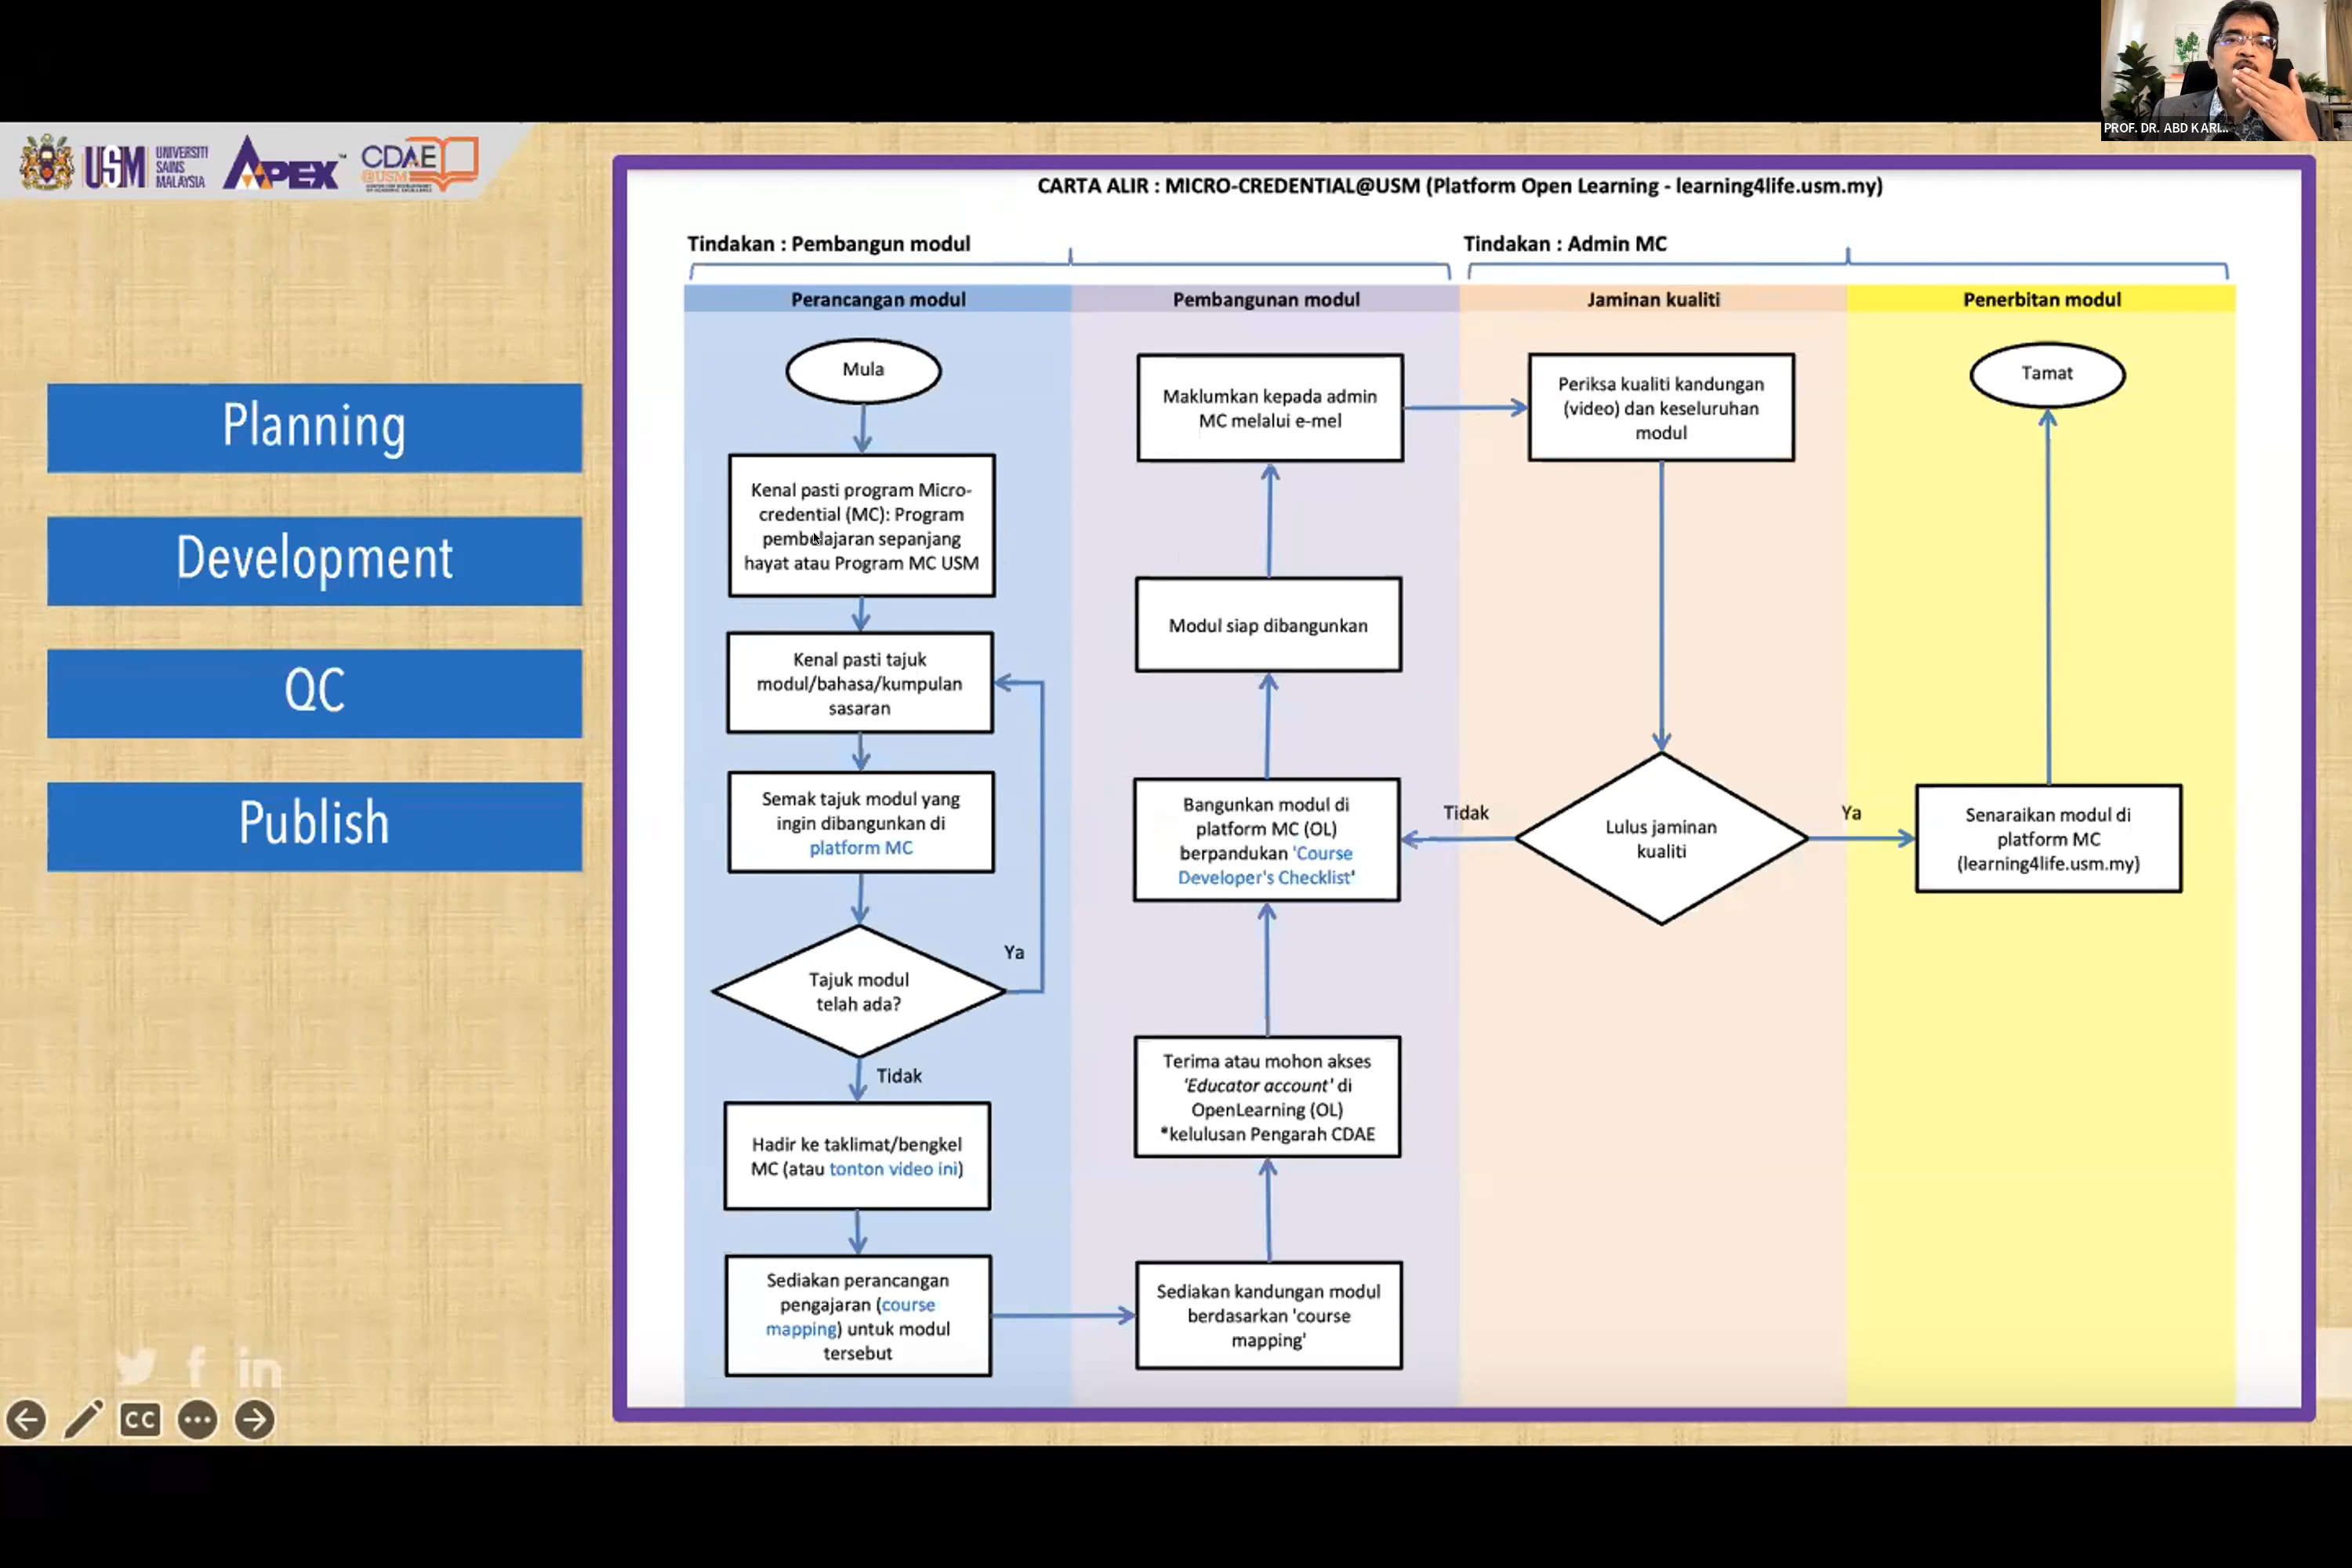 PROF. DR. ABD KARI...
USM
UNIVERSITI
SAINS
MALAYSIA
APEX
TM
CDAE
@USM
CARTA ALIR : MICRO-CREDENTIAL@USM (Platform Open Learning - learning4life.usm.my)
Tindakan : Pembangun modul
Tindakan : Admin MC
Planning
Development
QC
Publish
Perancangan modul
Mula
Kenal pasti program Micro-
credential (MC): Program
pembelajaran sepanjang
hayat atau Program MC USM
Kenal pasti tajuk
modul/bahasa/kumpulan
sasaran
Semak tajuk modul yang
ingin dibangunkan di
platform MC
Tajuk modul
telah ada?
Ya
Tidak
Hadir ke taklimat/bengkel
MC (atau tonton video ini)
Sediakan perancangan
pengajaran (course
mapping) untuk modul
tersebut
Pembangunan modul
Maklumkan kepada admin
MC melalui e-mel
Modul siap dibangunkan
Bangunkan modul di
platform MC (OL)
berpandukan 'Course
Developer's Checklist'
Terima atau mohon akses
'Educator account' di
OpenLearning (OL)
*kelulusan Pengarah CDAE
Sediakan kandungan modul
berdasarkan 'course
mapping'
Jaminan kualiti
Periksa kualiti kandungan
(video) dan keseluruhan
modul
Tidak
Lulus jaminan
kualiti
Ya
Penerbitan modul
Tamat
Senaraikan modul di
platform MC
(learning4life.usm.my)
CC